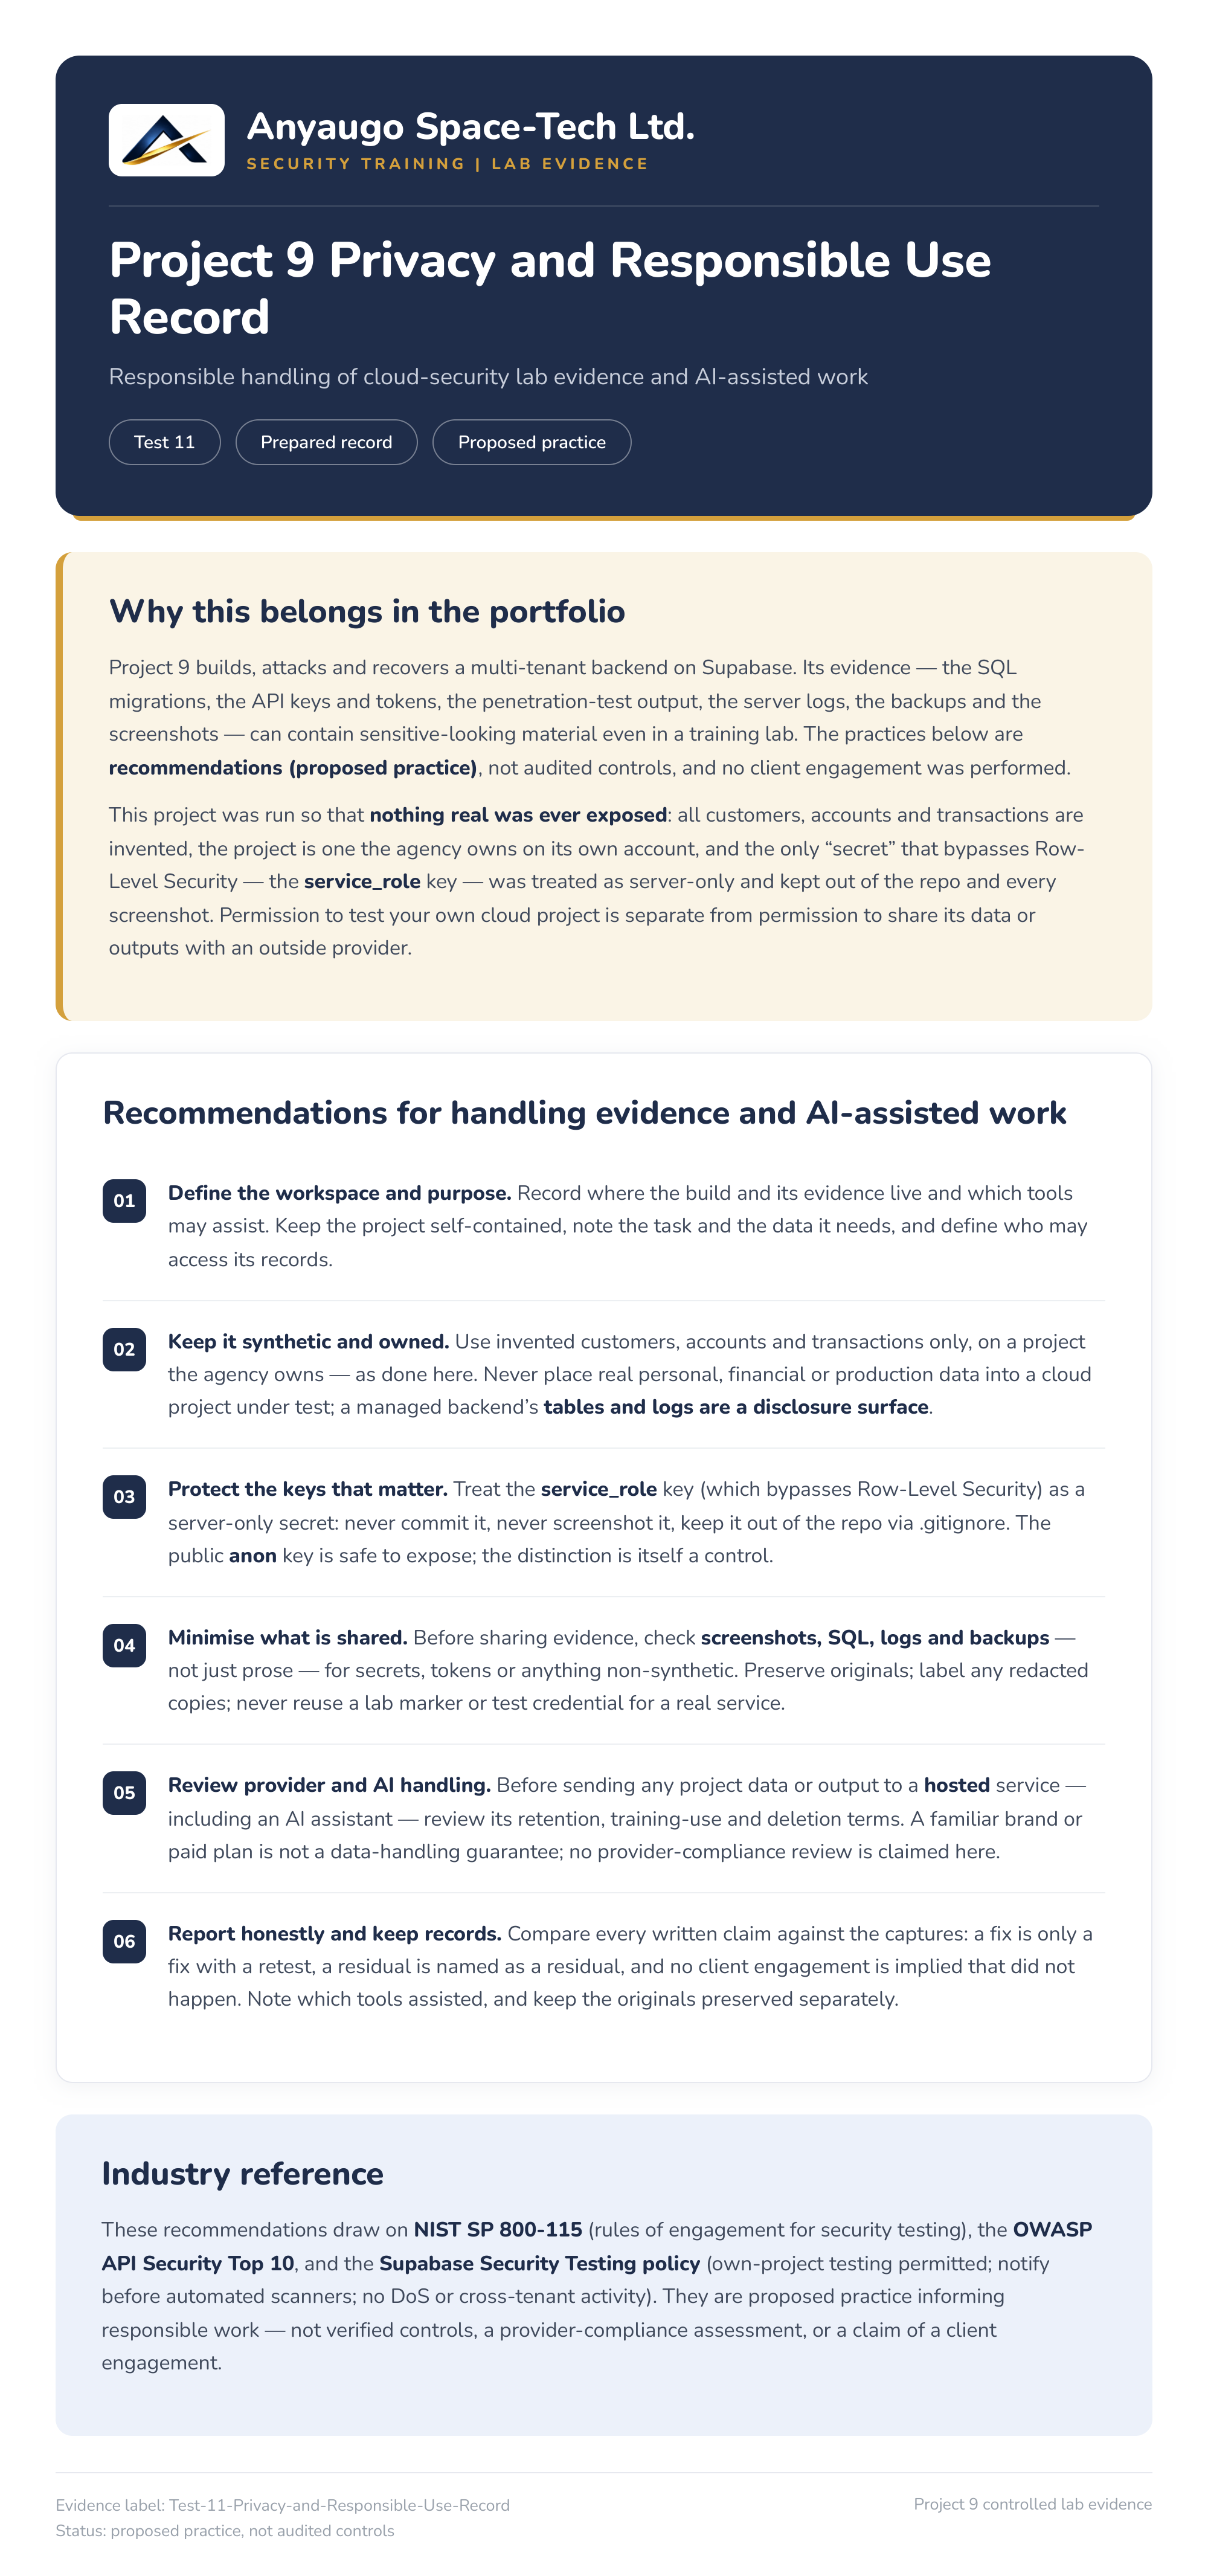 Anyaugo Space-Tech Ltd.
SECURITY TRAINING | LAB EVIDENCE
Project 9 Privacy and Responsible Use
Record
Responsible handling of cloud-security lab evidence and AI-assisted work
Test 11
Prepared record
Proposed practice
Why this belongs in the portfolio
Project 9 builds, attacks and recovers a multi-tenant backend on Supabase. Its evidence — the SQL
migrations, the API keys and tokens, the penetration-test output, the server logs, the backups and the
screenshots — can contain sensitive-looking material even in a training lab. The practices below are
recommendations (proposed practice), not audited controls, and no client engagement was performed.
This project was run so that nothing real was ever exposed: all customers, accounts and transactions are
invented, the project is one the agency owns on its own account, and the only “secret” that bypasses Row-
Level Security — the service_role key — was treated as server-only and kept out of the repo and every
screenshot. Permission to test your own cloud project is separate from permission to share its data or
outputs with an outside provider.
Recommendations for handling evidence and AI-assisted work
01
Define the workspace and purpose. Record where the build and its evidence live and which tools
may assist. Keep the project self-contained, note the task and the data it needs, and define who may
access its records.
02
Keep it synthetic and owned. Use invented customers, accounts and transactions only, on a project
the agency owns — as done here. Never place real personal, financial or production data into a cloud
project under test; a managed backend’s tables and logs are a disclosure surface.
03
Protect the keys that matter. Treat the service_role key (which bypasses Row-Level Security) as a
server-only secret: never commit it, never screenshot it, keep it out of the repo via .gitignore. The
public anon key is safe to expose; the distinction is itself a control.
04
Minimise what is shared. Before sharing evidence, check screenshots, SQL, logs and backups —
not just prose — for secrets, tokens or anything non-synthetic. Preserve originals; label any redacted
copies; never reuse a lab marker or test credential for a real service.
05
Review provider and AI handling. Before sending any project data or output to a hosted service —
including an AI assistant — review its retention, training-use and deletion terms. A familiar brand or
paid plan is not a data-handling guarantee; no provider-compliance review is claimed here.
06
Report honestly and keep records. Compare every written claim against the captures: a fix is only a
fix with a retest, a residual is named as a residual, and no client engagement is implied that did not
happen. Note which tools assisted, and keep the originals preserved separately.
Industry reference
These recommendations draw on NIST SP 800-115 (rules of engagement for security testing), the OWASP
API Security Top 10, and the Supabase Security Testing policy (own-project testing permitted; notify
before automated scanners; no DoS or cross-tenant activity). They are proposed practice informing
responsible work — not verified controls, a provider-compliance assessment, or a claim of a client
engagement.
Evidence label: Test-11-Privacy-and-Responsible-Use-Record
Status: proposed practice, not audited controls
Project 9 controlled lab evidence